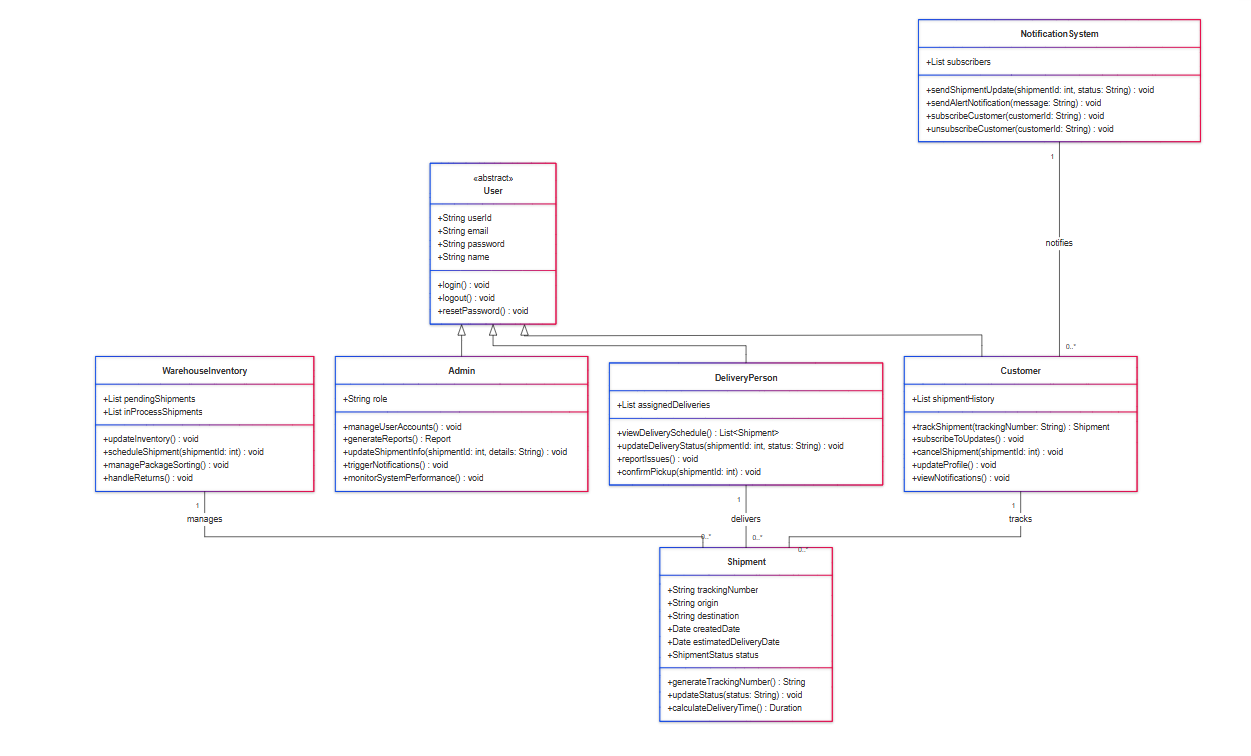 NotificationSystem
+List subscribers
+sendShipmentUpdate(shipmentId: int, status: String) : void
+sendAlertNotification(message: String) : void
+subscribeCustomer(customerId: String) : void
+unsubscribeCustomer(customerId: String) : void
1
notifies
0..*
«abstract»
User
+String userId
+String email
+String password
+String name
+login() : void
+logout() : void
+resetPassword() : void
WarehouseInventory
+List pendingShipments
+List inProcessShipments
+updateInventory() : void
+scheduleShipment(shipmentId: int) : void
+managePackageSorting() : void
+handleReturns() : void
Admin
+String role
+manageUserAccounts() : void
+generateReports() : Report
+updateShipmentInfo(shipmentId: int, details: String) : void
+triggerNotifications() : void
+monitorSystemPerformance() : void
DeliveryPerson
+List assignedDeliveries
+viewDeliverySchedule() : List<Shipment>
+updateDeliveryStatus(shipmentId: int, status: String) : void
+reportIssues() : void
+confirmPickup(shipmentId: int) : void
Customer
+List shipmentHistory
+trackShipment(trackingNumber: String) : Shipment
+subscribeToUpdates() : void
+cancelShipment(shipmentId: int) : void
+updateProfile() : void
+viewNotifications() : void
1
manages
0..*
1
delivers
0..*
1
tracks
0..*
Shipment
+String trackingNumber
+String origin
+String destination
+Date createdDate
+Date estimatedDeliveryDate
+ShipmentStatus status
+generateTrackingNumber() : String
+updateStatus(status: String) : void
+calculateDeliveryTime() : Duration